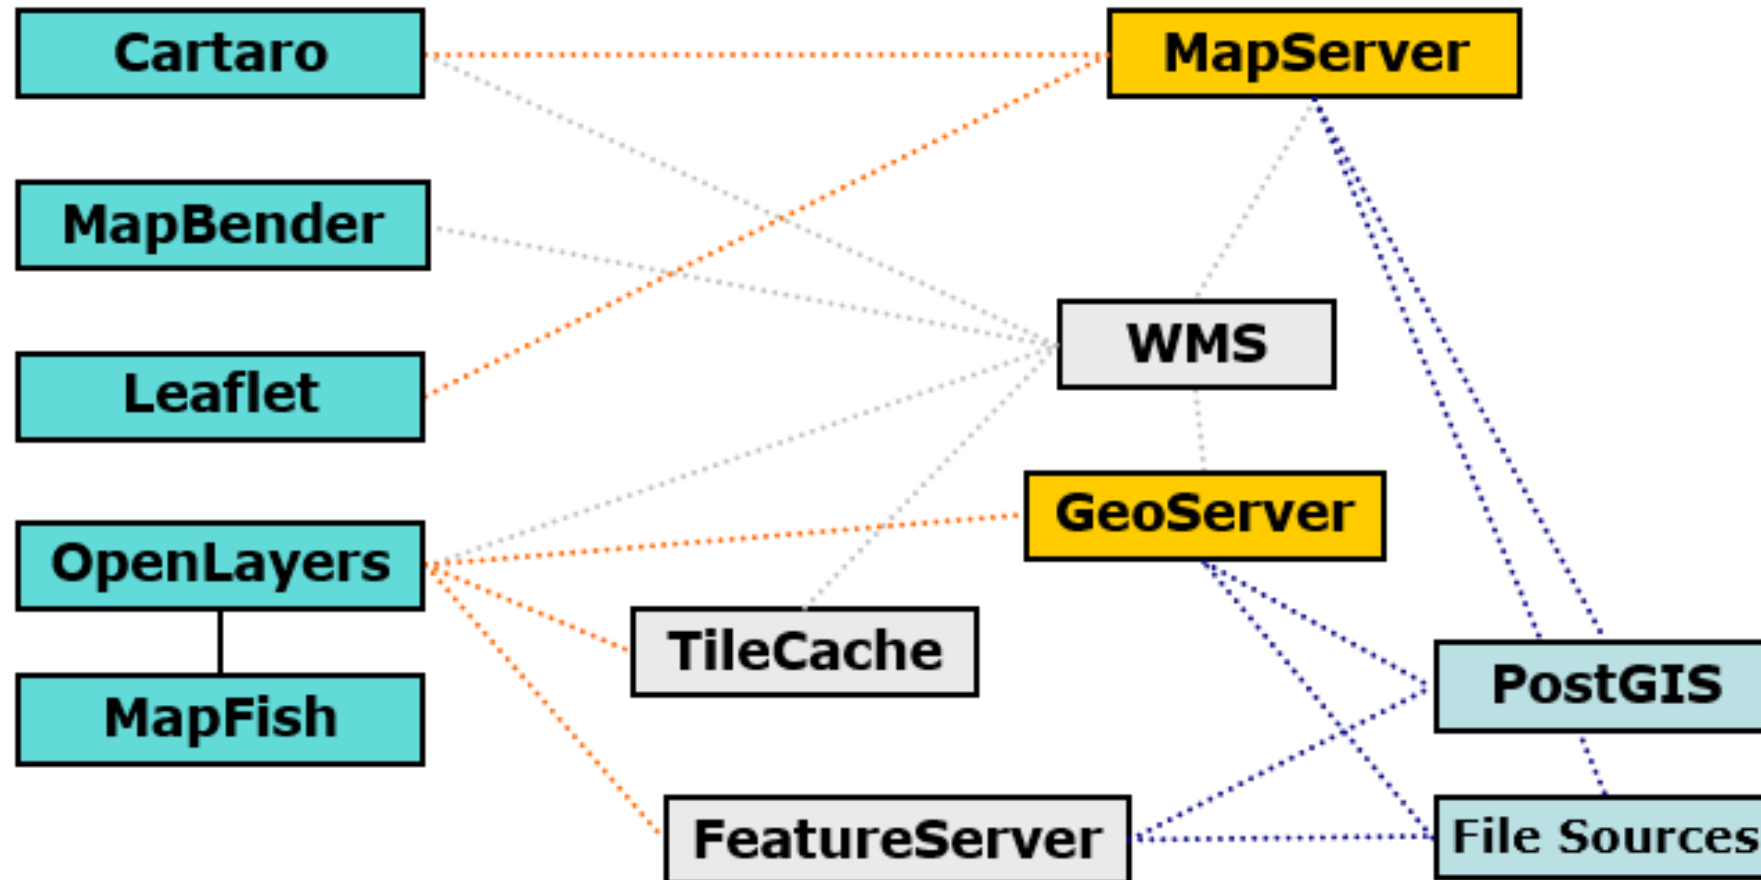 Cartaro
MapServer
MapBender
WMS
Leaflet
GeoServer
OpenLayers
TileCache
PostGIS
MapFish
FeatureServer
File Sources